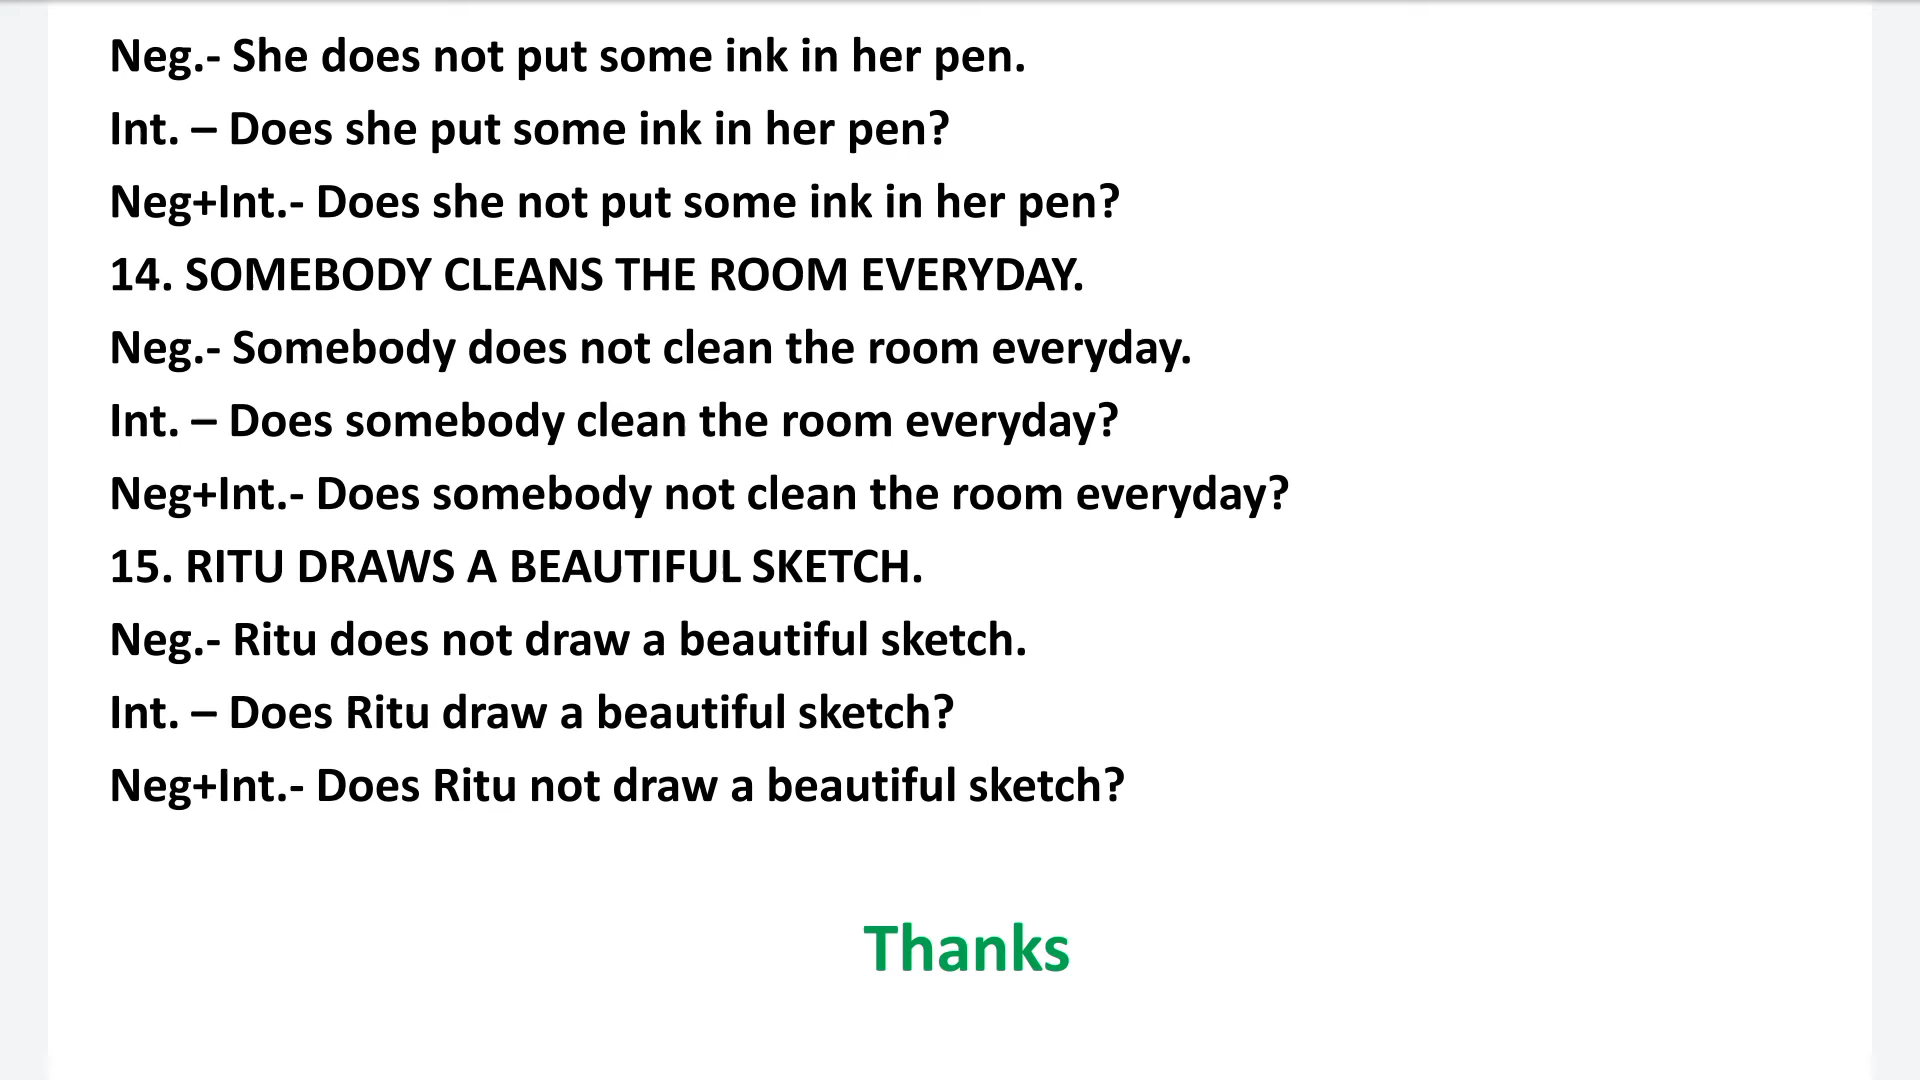 Neg.- She does not put some ink in her pen.
Int. – Does she put some ink in her pen?
Neg+Int.- Does she not put some ink in her pen?
14. SOMEBODY CLEANS THE ROOM EVERYDAY.
Neg.- Somebody does not clean the room everyday.
Int. – Does somebody clean the room everyday?
Neg+Int.- Does somebody not clean the room everyday?
15. RITU DRAWS A BEAUTIFUL SKETCH.
Neg.- Ritu does not draw a beautiful sketch.
Int. – Does Ritu draw a beautiful sketch?
Neg+Int.- Does Ritu not draw a beautiful sketch?
Thanks